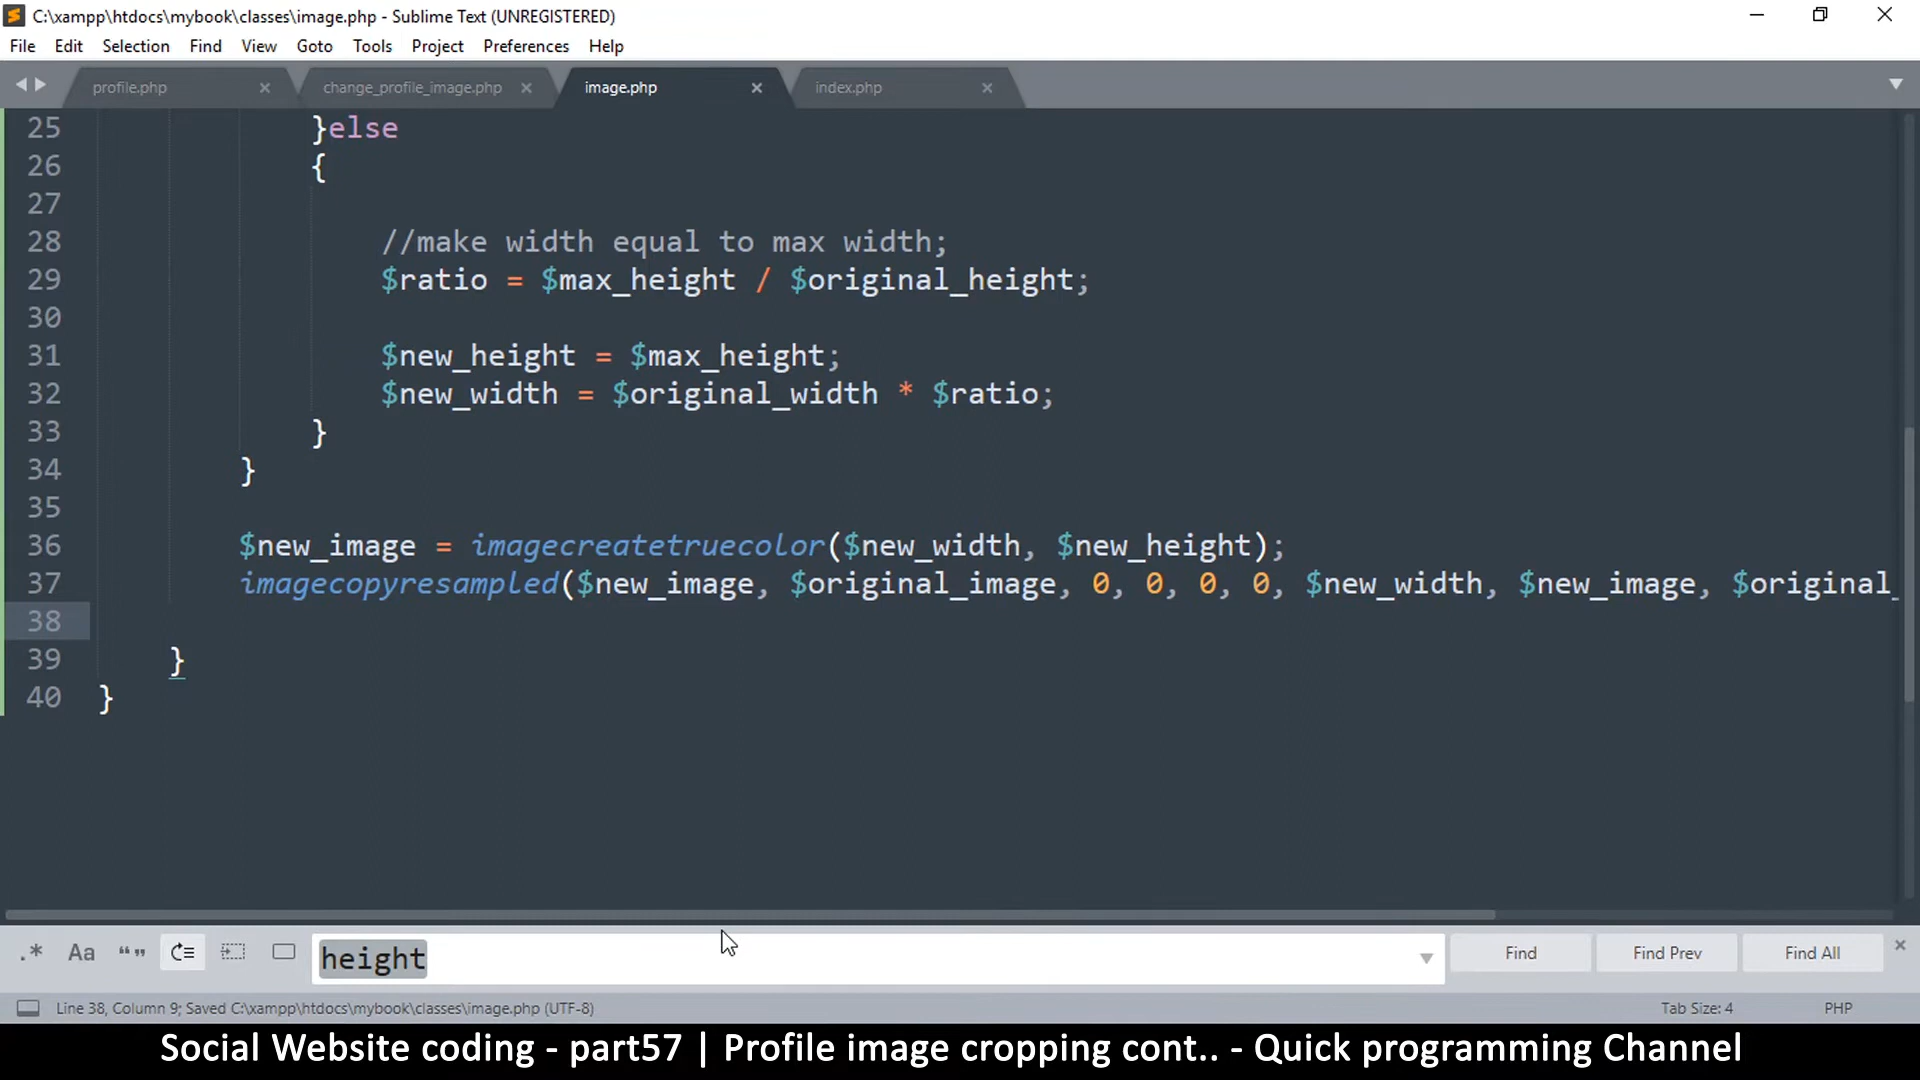 C:\xampp\htdocs\mybook\classes\image.php - Sublime Text (UNREGISTERED)
File Edit Selection Find View Goto Tools Project Preferences Help
profile.php change_profile_image.php image.php index.php
25 }else
26 {
27
28 //make width equal to max width;
29 $ratio = $max_height / $original_height;
30
31 $new_height = $max_height;
32 $new_width = $original_width * $ratio;
33 }
34 }
35
36 $new_image = imagecreatetruecolor($new_width, $new_height);
37 imagecopyresampled($new_image, $original_image, 0, 0, 0, 0, $new_width, $new_image, $original_
38
39 }
40 }
.* Aa “” height Find Find Prev Find All
Line 38, Column 9; Saved C:\xampp\htdocs\mybook\classes\image.php (UTF-8) Tab Size: 4 PHP
Social Website coding - part57 | Profile image cropping cont.. - Quick programming Channel